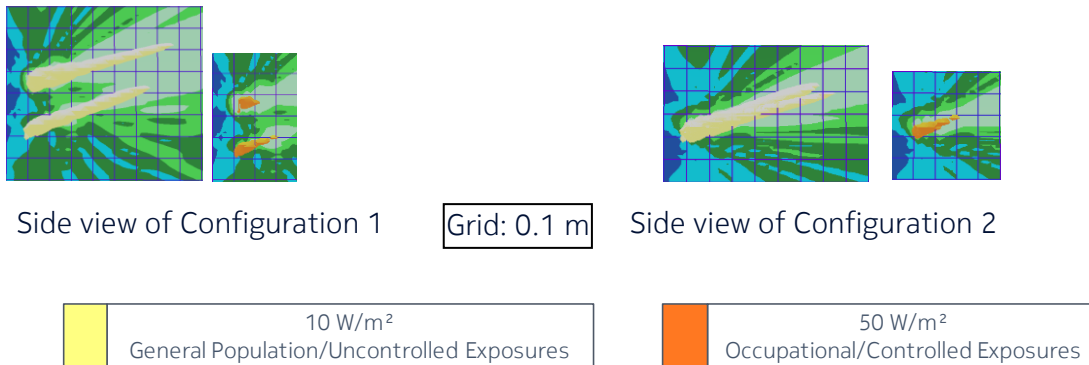 Side view of Configuration 1
Grid: 0.1 m
Side view of Configuration 2
10 W/m²
General Population/Uncontrolled Exposures
50 W/m²
Occupational/Controlled Exposures